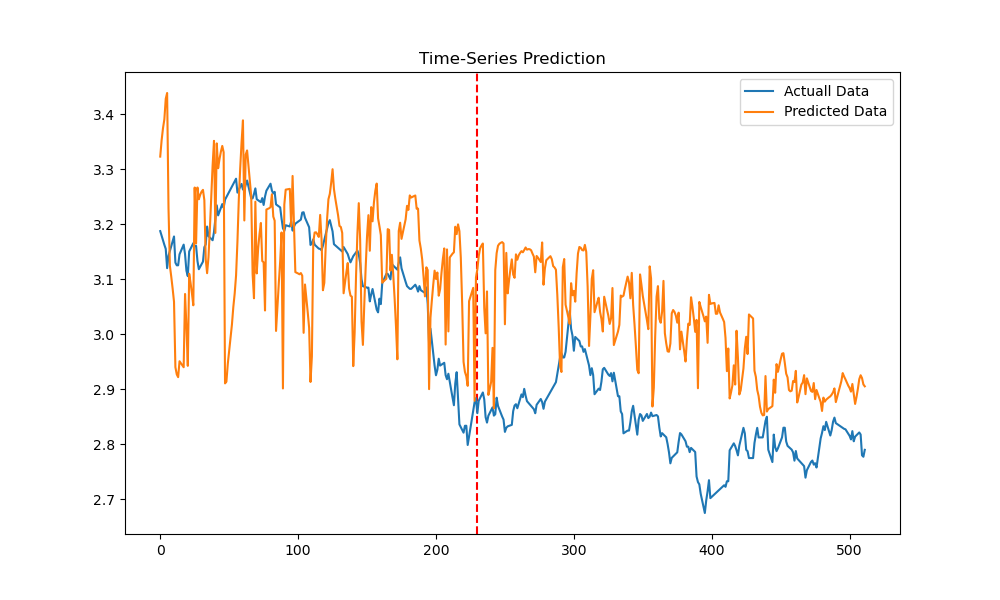 Time-Series Prediction
Actuall Data
Predicted Data
3.4
3.3
3.2
3.1
3.0
2.9
2.8
2.7
0 100 200 300 400 500